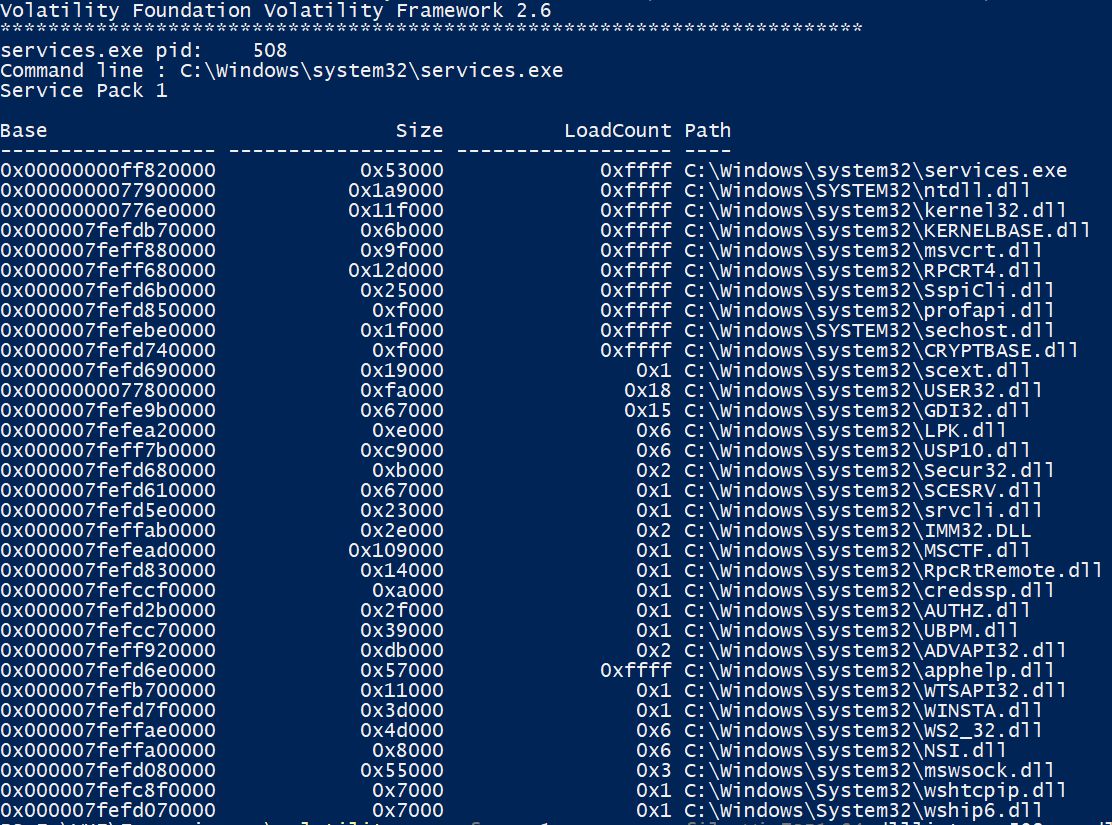 Volatility Foundation Volatility Framework 2.6
************************************************************************
services.exe pid:    508
Command line : C:\Windows\system32\services.exe
Service Pack 1
Base                             Size          LoadCount Path
------------------ ------------------ ------------------ ----
0x00000000ff820000            0x53000             0xffff C:\Windows\system32\services.exe
0x0000000077900000           0x1a9000             0xffff C:\Windows\SYSTEM32\ntdll.dll
0x00000000776e0000           0x11f000             0xffff C:\Windows\system32\kernel32.dll
0x000007fefdb70000            0x6b000             0xffff C:\Windows\system32\KERNELBASE.dll
0x000007feff880000            0x9f000             0xffff C:\Windows\system32\msvcrt.dll
0x000007feff680000           0x12d000             0xffff C:\Windows\system32\RPCRT4.dll
0x000007fefd6b0000            0x25000             0xffff C:\Windows\system32\SspiCli.dll
0x000007fefd850000             0xf000             0xffff C:\Windows\system32\profapi.dll
0x000007fefebe0000            0x1f000             0xffff C:\Windows\SYSTEM32\sechost.dll
0x000007fefd740000             0xf000             0xffff C:\Windows\system32\CRYPTBASE.dll
0x000007fefd690000            0x19000                0x1 C:\Windows\system32\scext.dll
0x0000000077800000            0xfa000               0x18 C:\Windows\system32\USER32.dll
0x000007fefe9b0000            0x67000               0x15 C:\Windows\system32\GDI32.dll
0x000007fefea20000             0xe000                0x6 C:\Windows\system32\LPK.dll
0x000007feff7b0000            0xc9000                0x6 C:\Windows\system32\USP10.dll
0x000007fefd680000             0xb000                0x2 C:\Windows\system32\Secur32.dll
0x000007fefd610000            0x67000                0x1 C:\Windows\system32\SCESRV.dll
0x000007fefd5e0000            0x23000                0x1 C:\Windows\system32\srvcli.dll
0x000007feffab0000            0x2e000                0x2 C:\Windows\system32\IMM32.DLL
0x000007fefead0000           0x109000                0x1 C:\Windows\system32\MSCTF.dll
0x000007fefd830000            0x14000                0x1 C:\Windows\system32\RpcRtRemote.dll
0x000007fefccf0000             0xa000                0x1 C:\Windows\system32\credssp.dll
0x000007fefd2b0000            0x2f000                0x1 C:\Windows\system32\AUTHZ.dll
0x000007fefcc70000            0x39000                0x1 C:\Windows\system32\UBPM.dll
0x000007feff920000            0xdb000                0x2 C:\Windows\system32\ADVAPI32.dll
0x000007fefd6e0000            0x57000             0xffff C:\Windows\system32\apphelp.dll
0x000007fefb700000            0x11000                0x1 C:\Windows\system32\WTSAPI32.dll
0x000007fefd7f0000            0x3d000                0x1 C:\Windows\system32\WINSTA.dll
0x000007feffae0000            0x4d000                0x6 C:\Windows\system32\WS2_32.dll
0x000007feffa00000             0x8000                0x6 C:\Windows\system32\NSI.dll
0x000007fefd080000            0x55000                0x3 C:\Windows\system32\mswsock.dll
0x000007fefc8f0000             0x7000                0x1 C:\Windows\System32\wshtcpip.dll
0x000007fefd070000             0x7000                0x1 C:\Windows\System32\wship6.dll